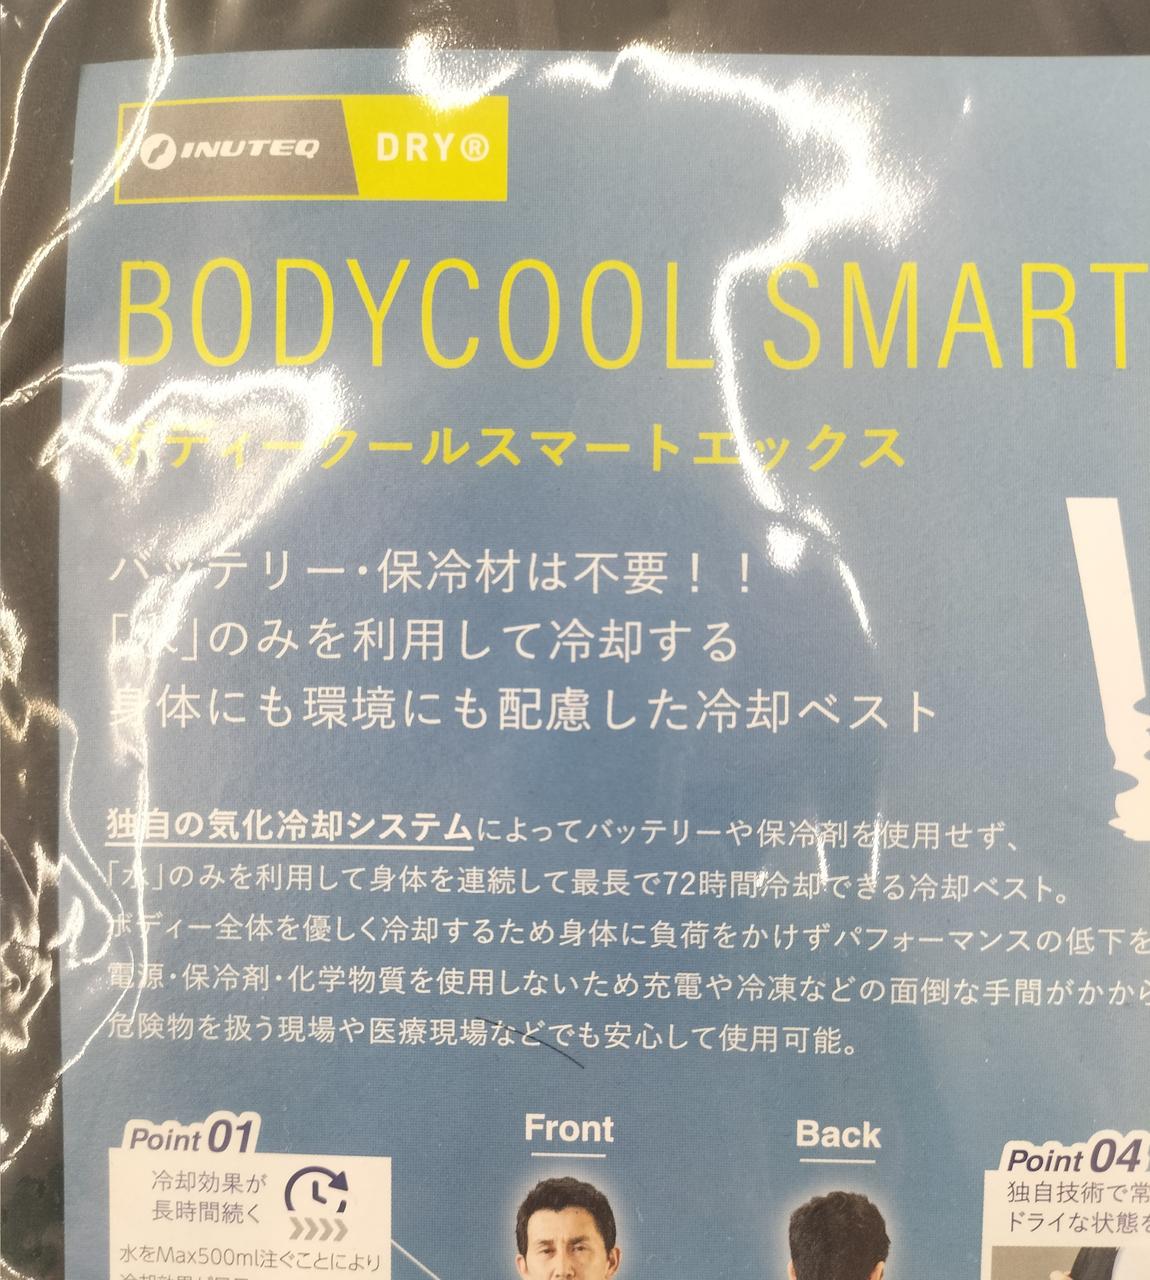 INUTEQ DRY®
BODYCOOL SMART
ボディークールスマートエックス
バッテリー・保冷材は不要！！
「水」のみを利用して冷却する
身体にも環境にも配慮した冷却ベスト
独自の気化冷却システムによってバッテリーや保冷剤を使用せず、
「水」のみを利用して身体を連続して最長で72時間冷却できる冷却ベスト。
ボディー全体を優しく冷却するため身体に負荷をかけずパフォーマンスの低下を
電源・保冷剤・化学物質を使用しないため充電や冷凍などの面倒な手間がかから
危険物を扱う現場や医療現場などでも安心して使用可能。
Front
Back
Point 01
冷却効果が
長時間続く
水をMax500ml注ぐことにより
Point 04
独自技術で常
ドライな状態を